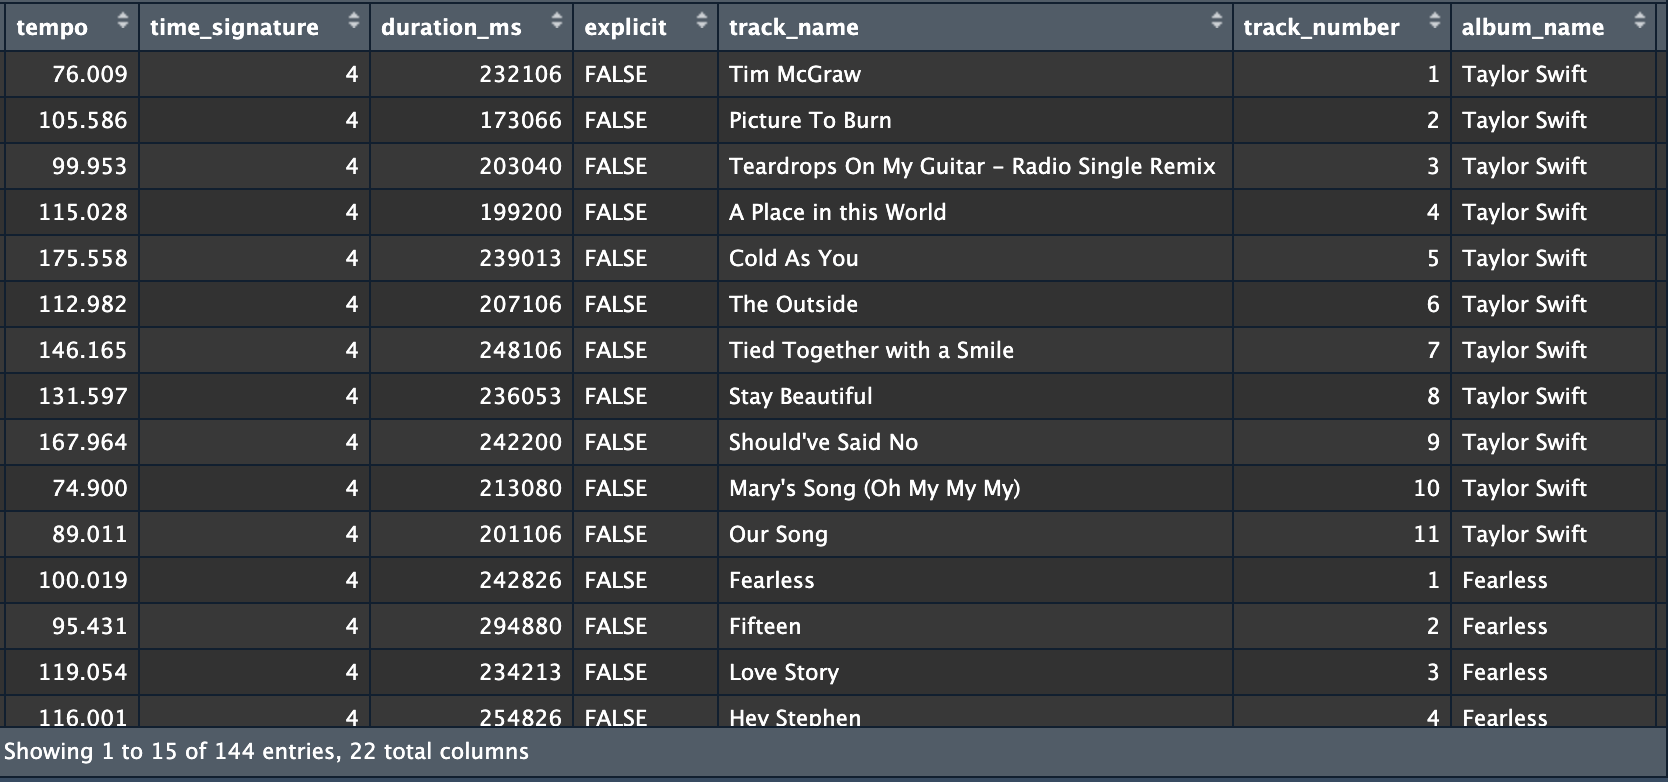 tempo time_signature duration_ms explicit track_name track_number album_name
76.009 4 232106 FALSE Tim McGraw 1 Taylor Swift
105.586 4 173066 FALSE Picture To Burn 2 Taylor Swift
99.953 4 203040 FALSE Teardrops On My Guitar – Radio Single Remix 3 Taylor Swift
115.028 4 199200 FALSE A Place in this World 4 Taylor Swift
175.558 4 239013 FALSE Cold As You 5 Taylor Swift
112.982 4 207106 FALSE The Outside 6 Taylor Swift
146.165 4 248106 FALSE Tied Together with a Smile 7 Taylor Swift
131.597 4 236053 FALSE Stay Beautiful 8 Taylor Swift
167.964 4 242200 FALSE Should've Said No 9 Taylor Swift
74.900 4 213080 FALSE Mary's Song (Oh My My My) 10 Taylor Swift
89.011 4 201106 FALSE Our Song 11 Taylor Swift
100.019 4 242826 FALSE Fearless 1 Fearless
95.431 4 294880 FALSE Fifteen 2 Fearless
119.054 4 234213 FALSE Love Story 3 Fearless
116.001 4 254826 FALSE Hey Stephen 4 Fearless
Showing 1 to 15 of 144 entries, 22 total columns